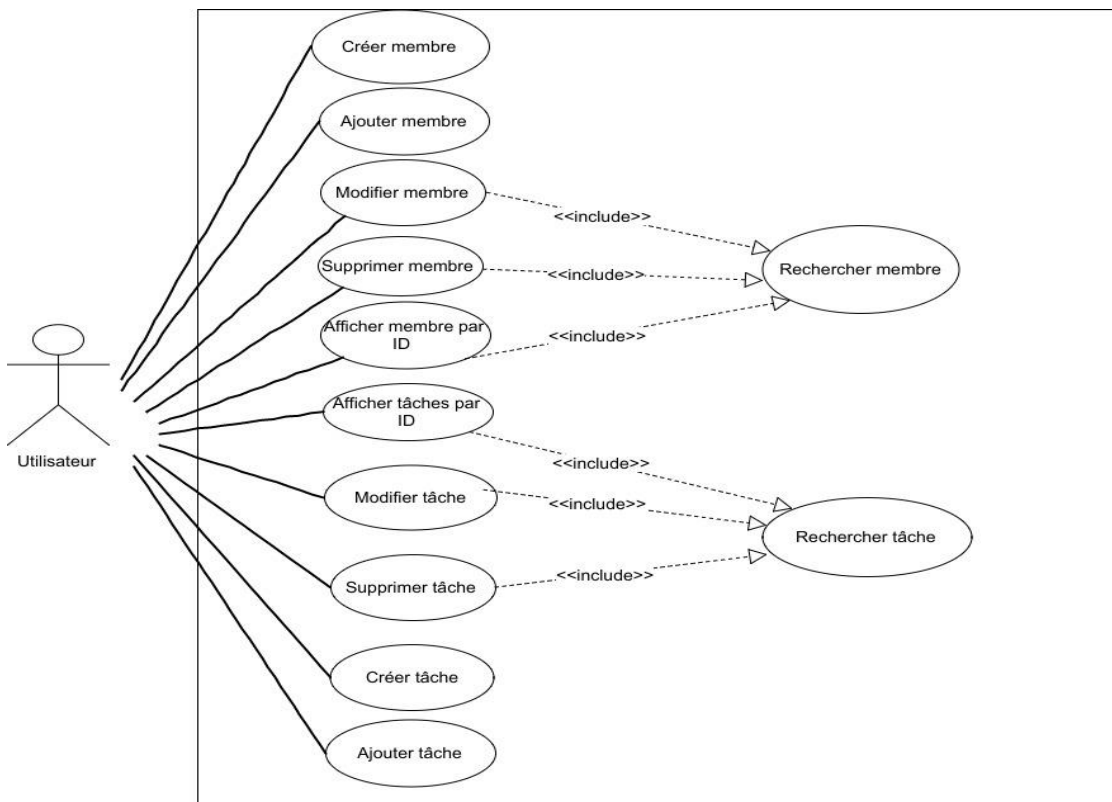 Créer membre
Ajouter membre
Modifier membre
<<include>>
Supprimer membre
<<include>>
Rechercher membre
Afficher membre par
ID
<<include>>
Afficher tâches par
ID
Utilisateur
<<include>>
Modifier tâche
<<include>>
Rechercher tâche
Supprimer tâche
<<include>>
Créer tâche
Ajouter tâche